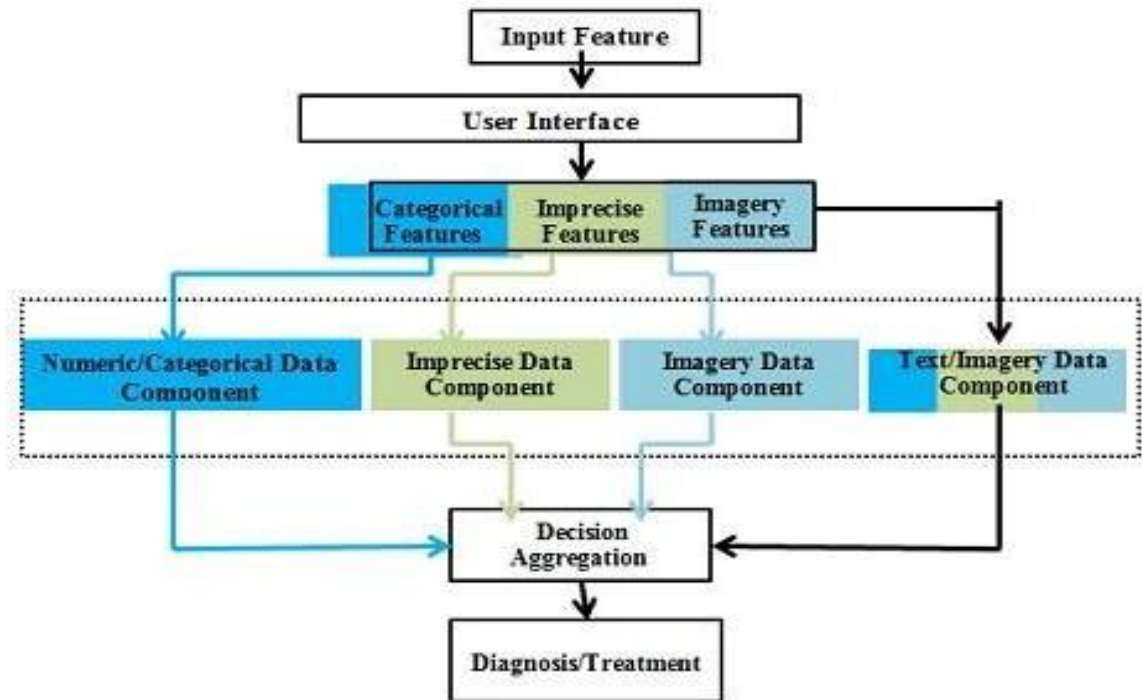 Input Feature
User Interface
Categorical
Features
Imprecise
Features
Imagery
Features
Numeric/Categorical Data
Component
Imprecise Data
Component
Imagery Data
Component
Text/Imagery Data
Component
Decision
Aggregation
Diagnosis/Treatment